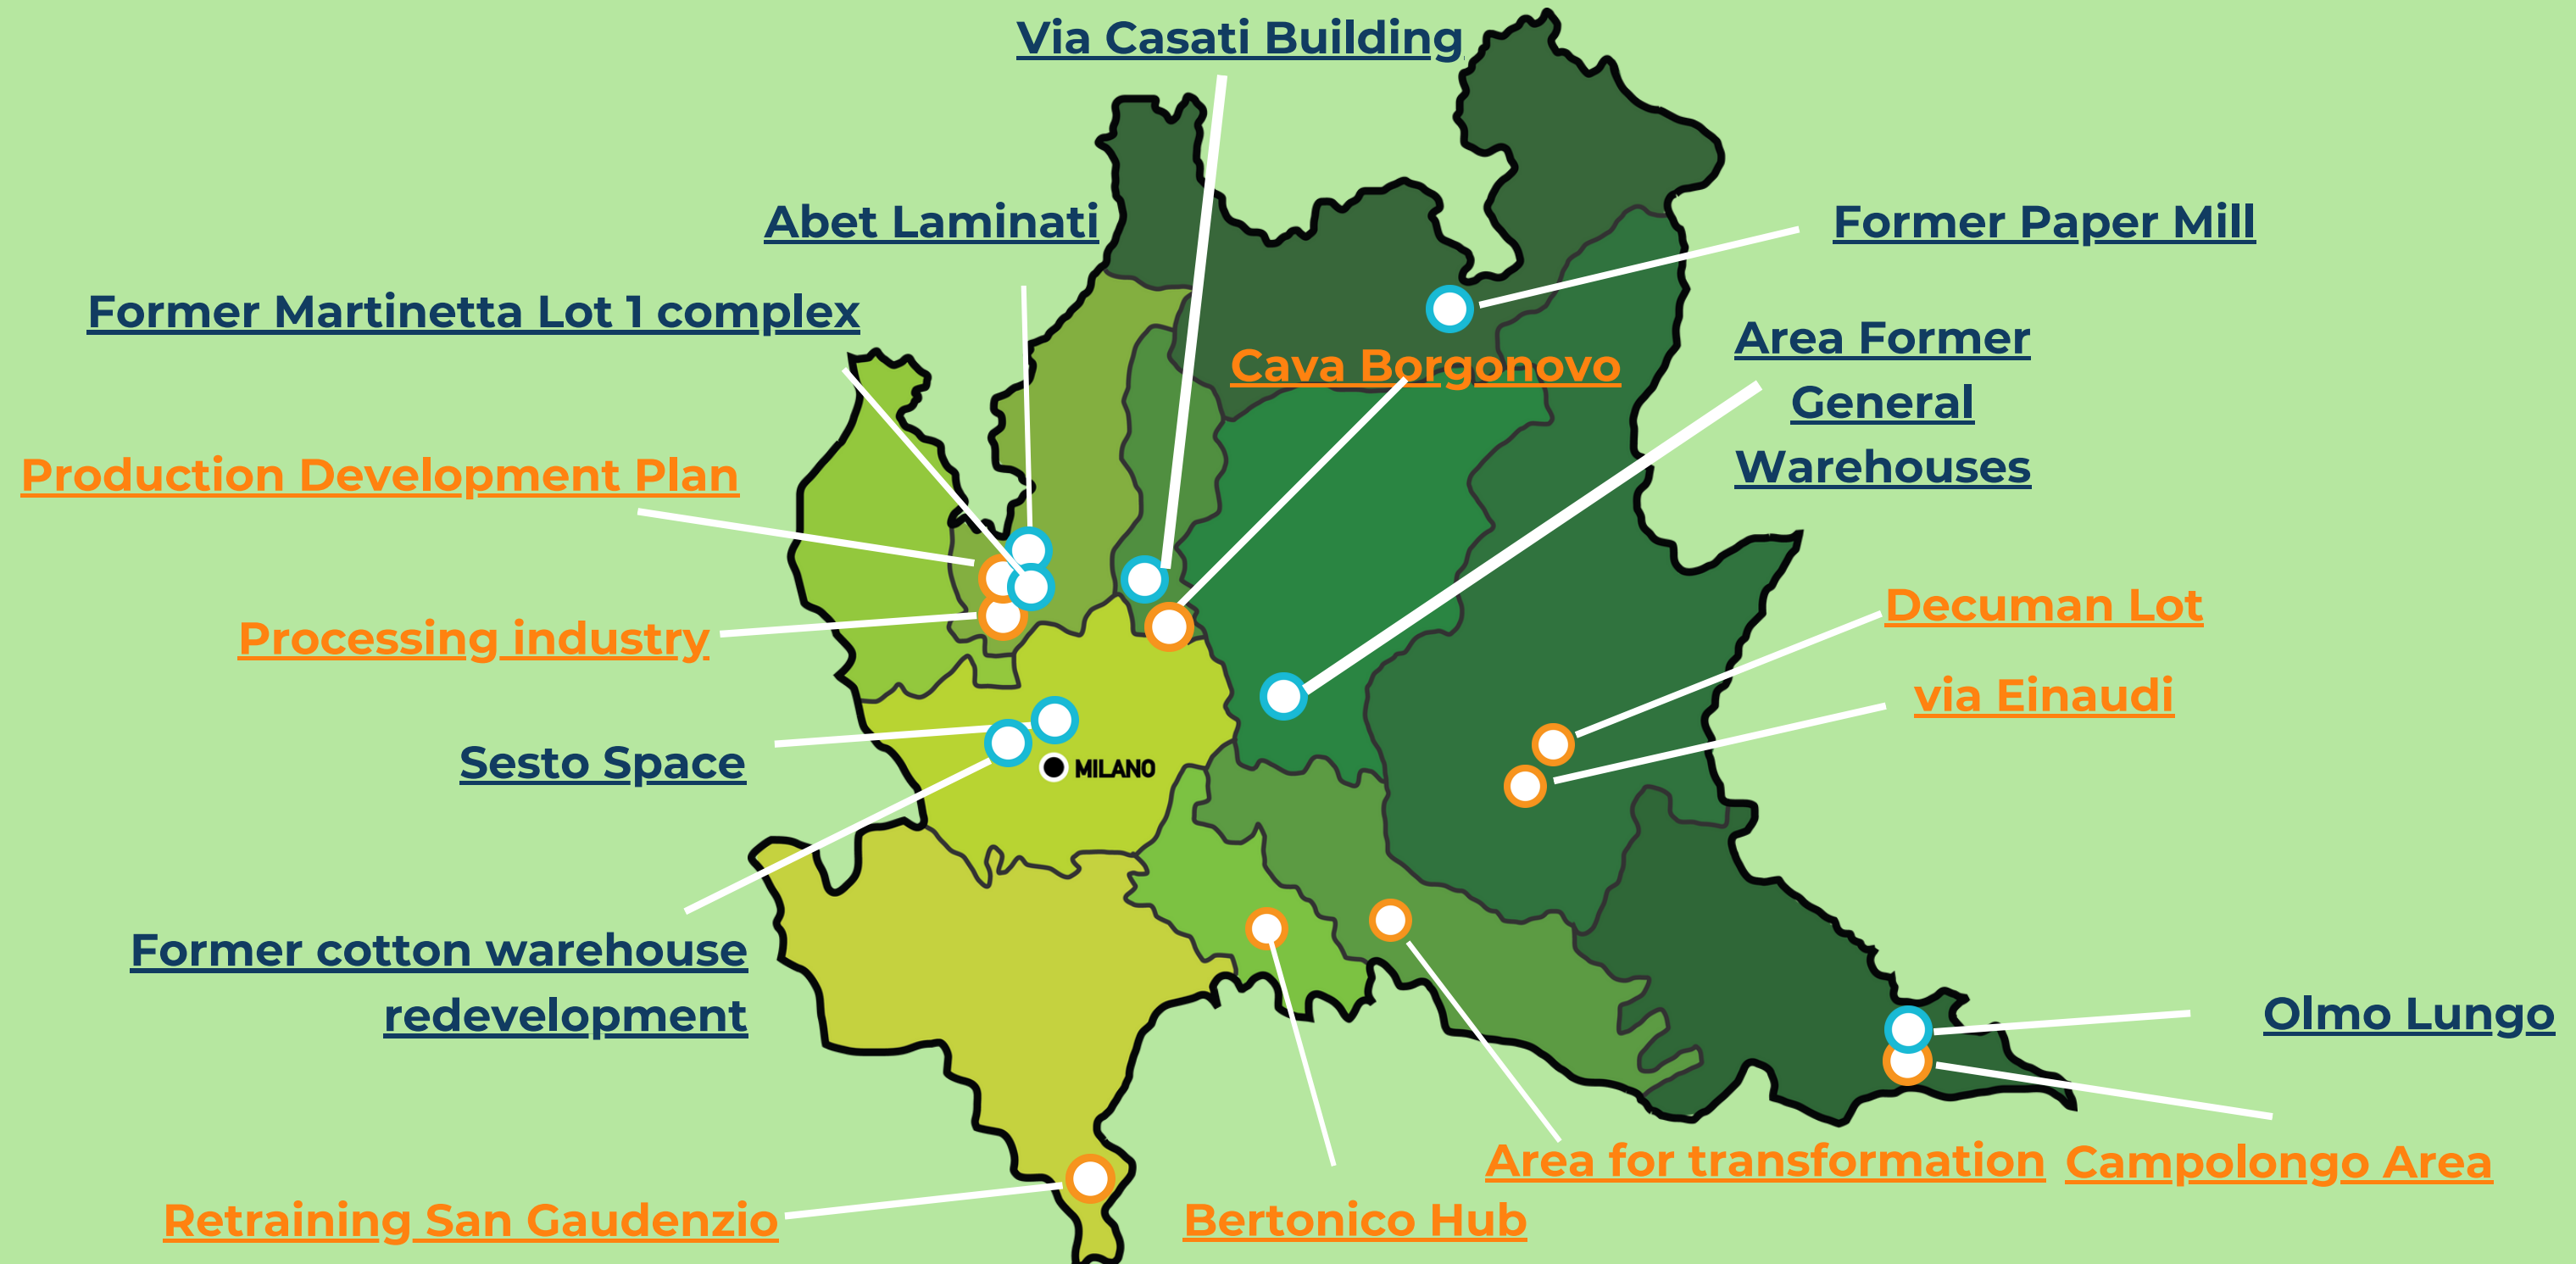 Via Casati Building
Abet Laminati
Former Paper Mill
Former Martinetta Lot 1 complex
Area Former
General
Warehouses
Cava Borgonovo
Production Development Plan
Decuman Lot
Processing industry
via Einaudi
Sesto Space
MILANO
Former cotton warehouse
redevelopment
Olmo Lungo
Area for transformation
Campolongo Area
Retraining San Gaudenzio
Bertonico Hub